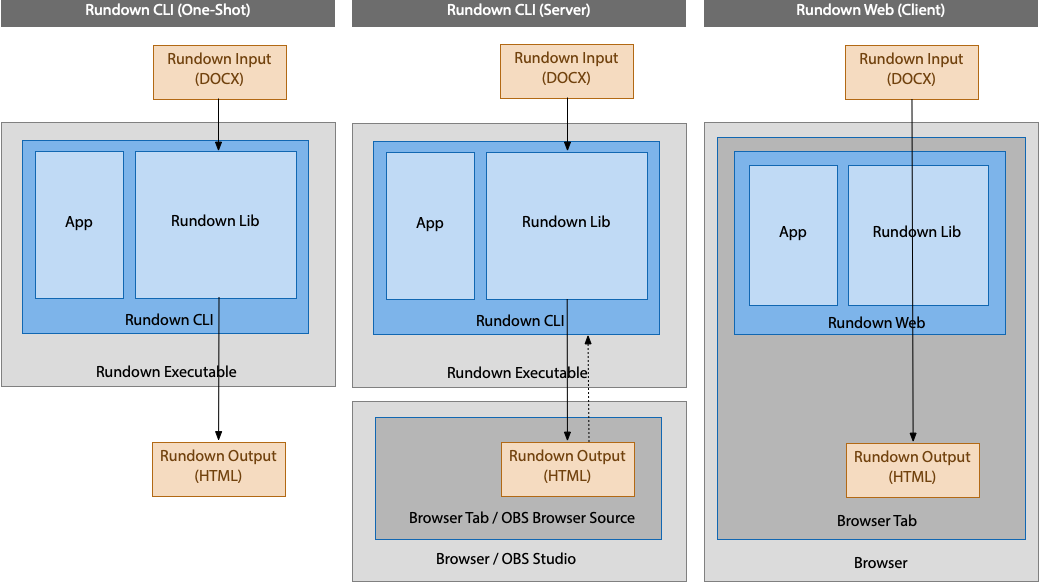 Rundown CLI (One-Shot)
Rundown Input
(DOCX)
App
Rundown Lib
Rundown CLI
Rundown Executable
Rundown Output
(HTML)
Rundown CLI (Server)
Rundown Input
(DOCX)
App
Rundown Lib
Rundown CLI
Rundown Executable
Rundown Output
(HTML)
Browser Tab / OBS Browser Source
Browser / OBS Studio
Rundown Web (Client)
Rundown Input
(DOCX)
App
Rundown Lib
Rundown Web
Rundown Output
(HTML)
Browser Tab
Browser